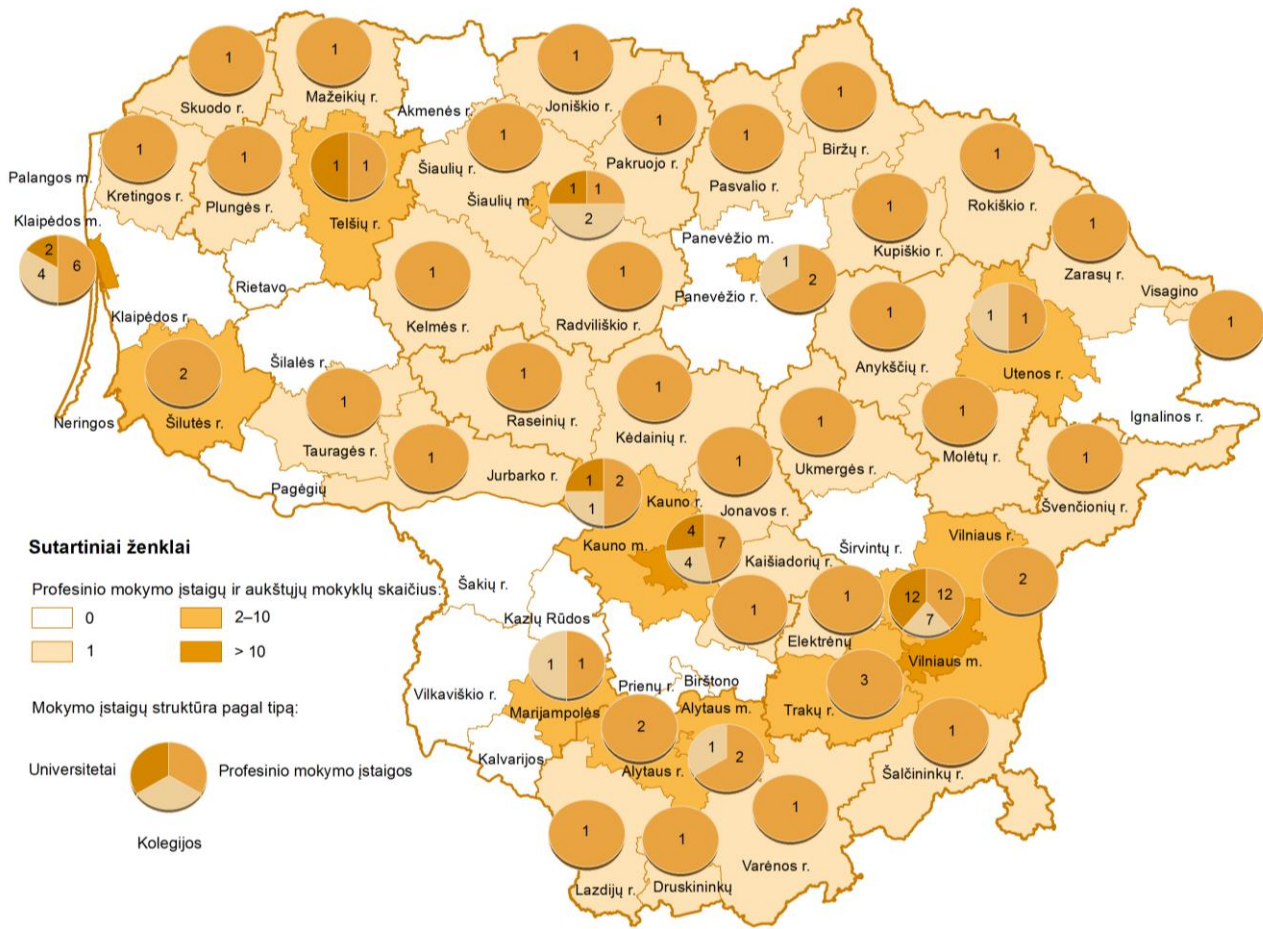 1
Skuodo r.
1
Mažeikių r.
Akmenės r.
1
Joniškio r.
1
Kretingos r.
1
Plungės r.
1 1
Telšių r.
1
Šiaulių r.
1
Pakruojo r.
1
Pasvalio r.
1
Biržų r.
1
Rokiškio r.
Palangos m.
Klaipėdos m.
2 6
4
Šiaulių m.
1 1
2
Panevėžio m.
1
2
Panevėžio r.
1
Kupiškio r.
1
Zarasų r.
Visagino
1
Rietavo
Klaipėdos r.
1
Kelmės r.
1
Radviliškio r.
1
Anykščių r.
1 1
Utenos r.
Ignalinos r.
2
Šilutės r.
Neringos
Šilalės r.
1
Tauragės r.
1
Raseinių r.
1
Kėdainių r.
1
Ukmergės r.
1
Molėtų r.
1
Švenčionių r.
Pagėgių
1
Jurbarko r.
1 2
1
Kauno r.
1
Jonavos r.
Kauno m.
4 7
4
Kaišiadorių r.
1
Širvintų r.
Vilniaus r.
2
1
Elektrėnų
12 12
7
Vilniaus m.
Šakių r.
Kazlų Rūdos
1 1
Marijampolės
Vilkaviškio r.
Prienų r.
Birštono
3
Trakų r.
Kalvarijos
2
Alytaus r.
Alytaus m.
1
2
1
Šalčininkų r.
1
Lazdijų r.
1
Druskininkų
1
Varėnos r.
Sutartiniai ženklai
Profesinio mokymo įstaigų ir aukštųjų mokyklų skaičius:
0 2–10
1 > 10
Mokymo įstaigų struktūra pagal tipą:
Universitetai Profesinio mokymo įstaigos
Kolegijos